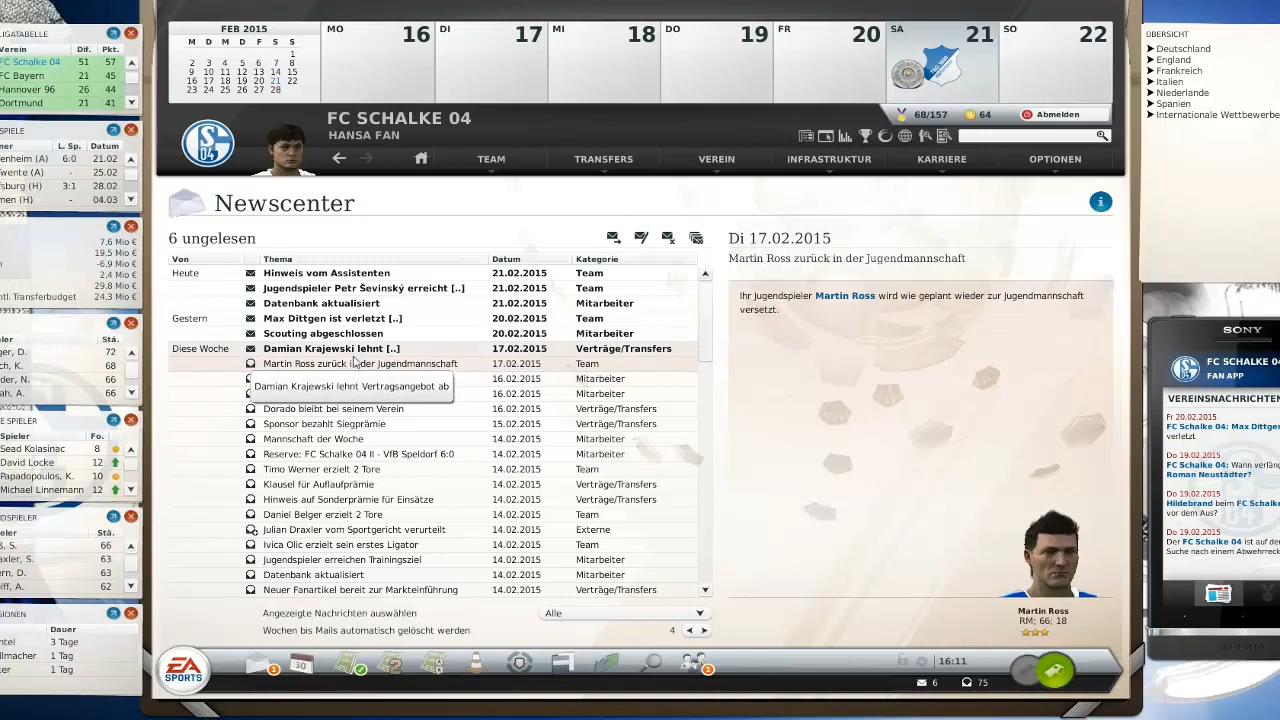 LIGATABELLE
Verein Dif. Pkt.
FC Schalke 04 51 57
FC Bayern 21 45
Hannover 96 26 44
Dortmund 21 41
SPIELE
L. Sp. Datum
(A) 6:0 21.02
(A) - 25.02
(H) 3:1 28.02
(H) - 04.03
7,6 Mio €
19,5 Mio €
-6,9 Mio €
2,4 Mio €
29,8 Mio €
Transferbudget 24,3 Mio €
Stä.
72
68
66
66
SPIELER
Spieler Fo.
Sead Kolasinac 8
David Locke 12
Papadopoulos, K. 10
Michael Linnemann 12
Stä.
66
63
63
62
Dauer
3 Tage
1 Tag
1 Tag
FEB 2015
M D M D F S S
1
2 3 4 5 6 7 8
9 10 11 12 13 14 15
16 17 18 19 20 21 22
23 24 25 26 27 28
MO 16 DI 17 MI 18 DO 19 FR 20 SA 21 SO 22
FC SCHALKE 04
HANSA FAN
68/157 64 Abmelden
TEAM TRANSFERS VEREIN INFRASTRUKTUR KARRIERE OPTIONEN
Newscenter
6 ungelesen
Von Thema Datum Kategorie
Heute Hinweis vom Assistenten 21.02.2015 Team
Jugendspieler Petr Ševinský erreicht [..] 21.02.2015 Team
Datenbank aktualisiert 21.02.2015 Mitarbeiter
Gestern Max Dittgen ist verletzt [..] 20.02.2015 Team
Scouting abgeschlossen 20.02.2015 Mitarbeiter
Diese Woche Damian Krajewski lehnt [..] 17.02.2015 Verträge/Transfers
Martin Ross zurück in der Jugendmannschaft 17.02.2015 Team
16.02.2015 Mitarbeiter
Damian Krajewski lehnt Vertragsangebot ab
16.02.2015 Mitarbeiter
Dorado bleibt bei seinem Verein 16.02.2015 Verträge/Transfers
Sponsor bezahlt Siegprämie 15.02.2015 Verträge/Transfers
Mannschaft der Woche 14.02.2015 Mitarbeiter
Reserve: FC Schalke 04 II - VfB Speldorf 6:0 14.02.2015 Mitarbeiter
Timo Werner erzielt 2 Tore 14.02.2015 Team
Klausel für Auflaufprämie 14.02.2015 Verträge/Transfers
Hinweis auf Sonderprämie für Einsätze 14.02.2015 Verträge/Transfers
Daniel Belger erzielt 2 Tore 14.02.2015 Team
Julian Draxler vom Sportgericht verurteilt 14.02.2015 Externe
Ivica Olic erzielt sein erstes Ligator 14.02.2015 Team
Jugendspieler erreichen Trainingsziel 14.02.2015 Mitarbeiter
Datenbank aktualisiert 14.02.2015 Mitarbeiter
Neuer Fanartikel bereit zur Markteinführung 14.02.2015 Verträge/Transfers
Angezeigte Nachrichten auswählen Alle
Wochen bis Mails automatisch gelöscht werden 4
Di 17.02.2015
Martin Ross zurück in der Jugendmannschaft
Ihr Jugendspieler Martin Ross wird wie geplant wieder zur Jugendmannschaft
versetzt.
Martin Ross
RM; 66; 18
EA SPORTS
1 30 2 1
16:11
6 75
ÜBERSICHT
Deutschland
England
Frankreich
Italien
Niederlande
Spanien
Internationale Wettbewerbe
SONY
FC SCHALKE 04
FAN APP
VEREINSNACHRICHTEN
Fr 20.02.2015
FC Schalke 04: Max Dittgen
verletzt
Do 19.02.2015
FC Schalke 04: Wann verläng
Roman Neustädter?
Do 19.02.2015
Hildebrand beim FC Schalke
vor dem Aus?
Do 19.02.2015
Der FC Schalke 04 ist auf der
Suche nach einem Abwehrreck
XPERIA